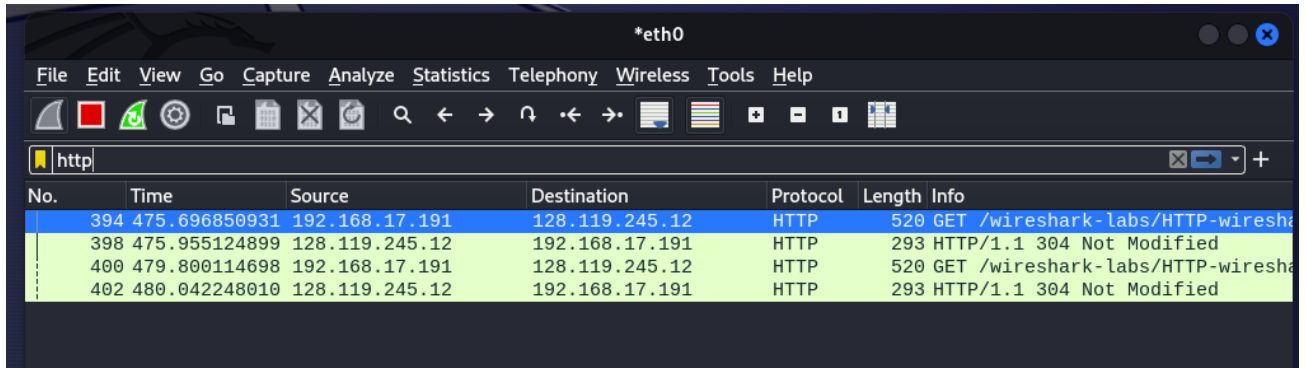 *eth0
File Edit View Go Capture Analyze Statistics Telephony Wireless Tools Help
http
No. Time Source Destination Protocol Length Info
394 475.696850931 192.168.17.191 128.119.245.12 HTTP 520 GET /wireshark-labs/HTTP-wiresha
398 475.955124899 128.119.245.12 192.168.17.191 HTTP 293 HTTP/1.1 304 Not Modified
400 479.800114698 192.168.17.191 128.119.245.12 HTTP 520 GET /wireshark-labs/HTTP-wiresha
402 480.042248010 128.119.245.12 192.168.17.191 HTTP 293 HTTP/1.1 304 Not Modified